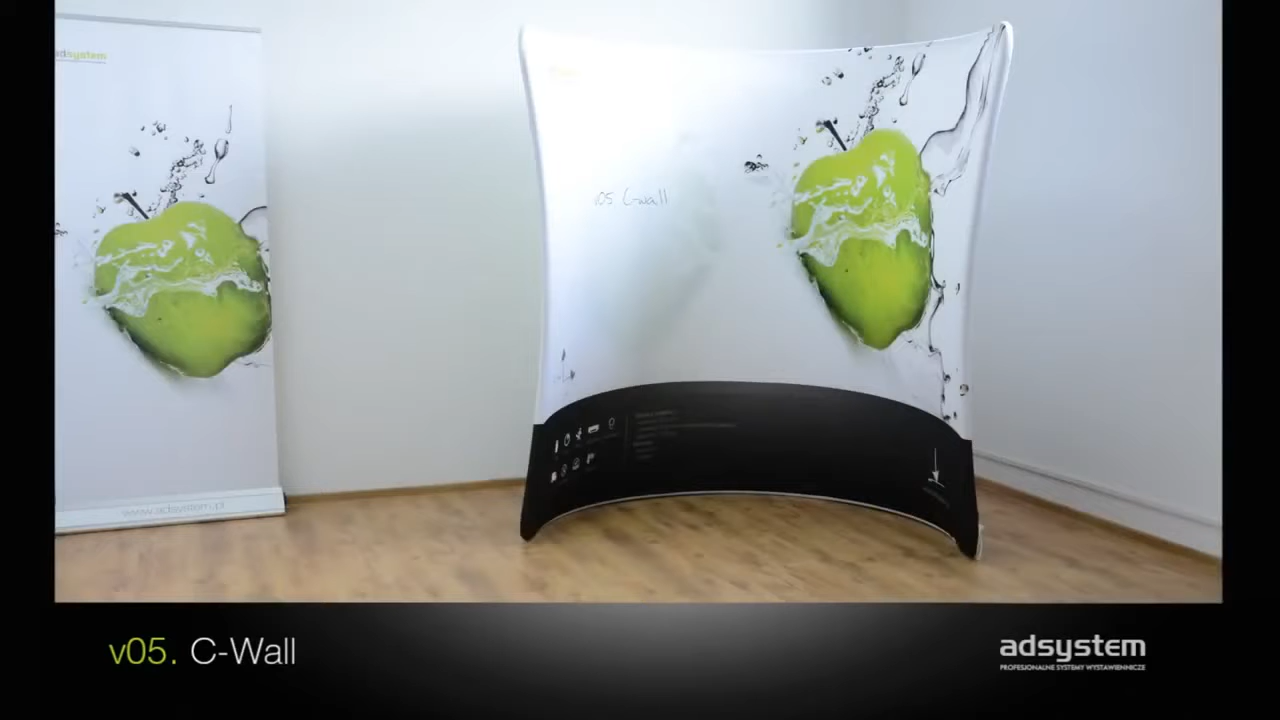 adsystem
v05 C-wall
www.adsystem.pl
v05. C-Wall
adsystem
PROFESJONALNE SYSTEMY WYSTAWIENNICZE